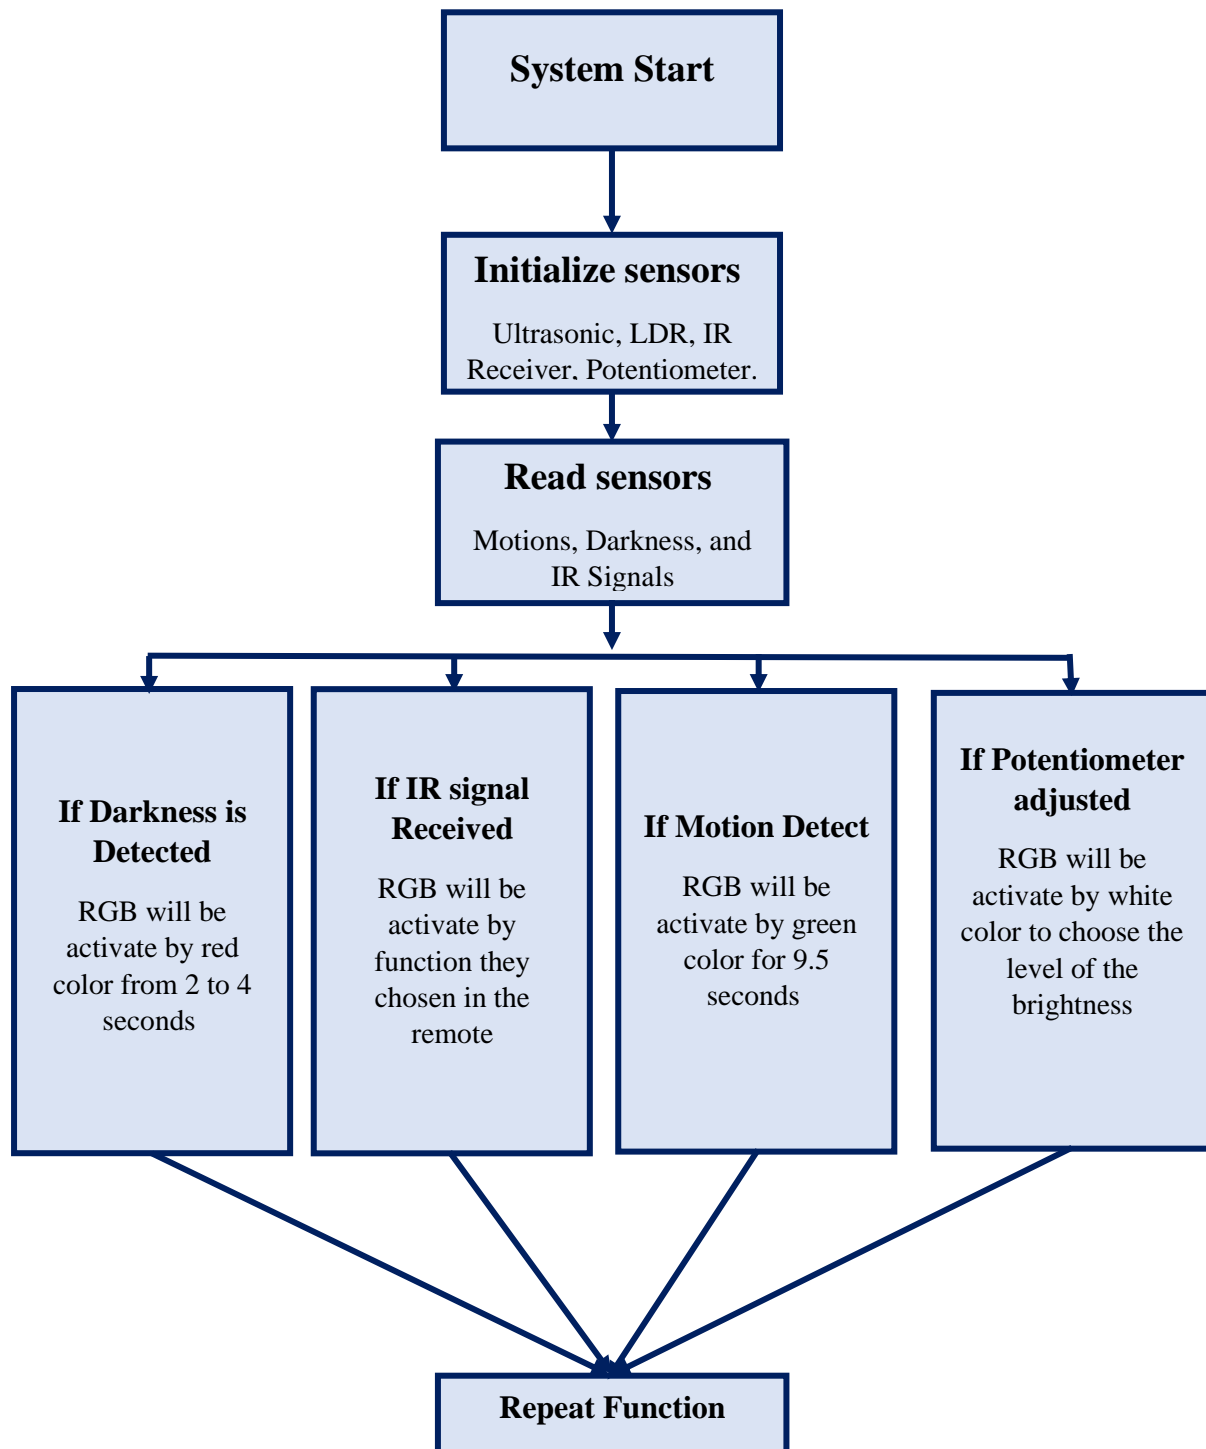 System Start
Initialize sensors
Ultrasonic, LDR, IR
Receiver, Potentiometer.
Read sensors
Motions, Darkness, and
IR Signals
If Darkness is
Detected
RGB will be
activate by red
color from 2 to 4
seconds
If IR signal
Received
RGB will be
activate by
function they
chosen in the
remote
If Motion Detect
RGB will be
activate by green
color for 9.5
seconds
If Potentiometer
adjusted
RGB will be
activate by white
color to choose the
level of the
brightness
Repeat Function